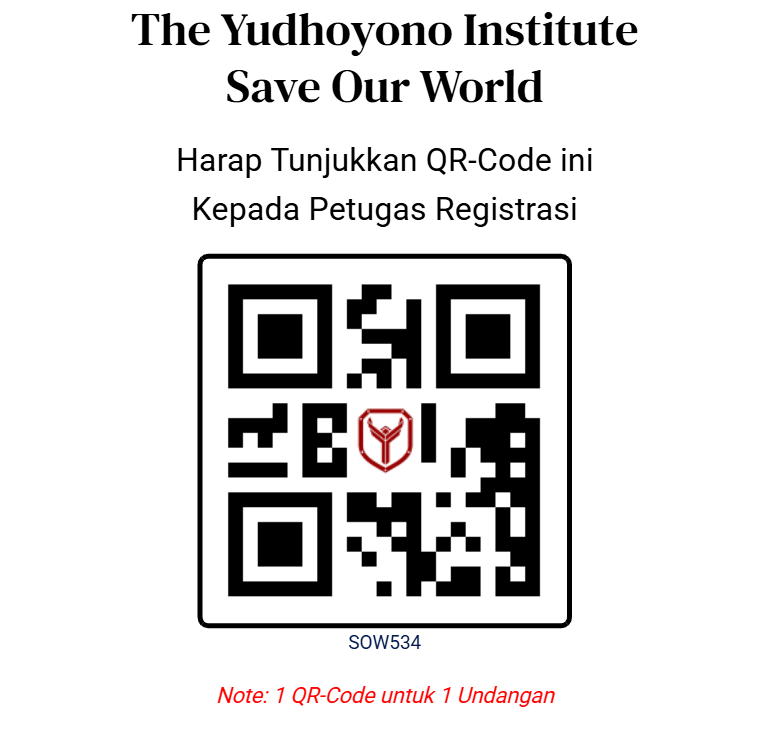 The Yudhoyono Institute
Save Our World
Harap Tunjukkan QR-Code ini
Kepada Petugas Registrasi
SOW534
Note: 1 QR-Code untuk 1 Undangan